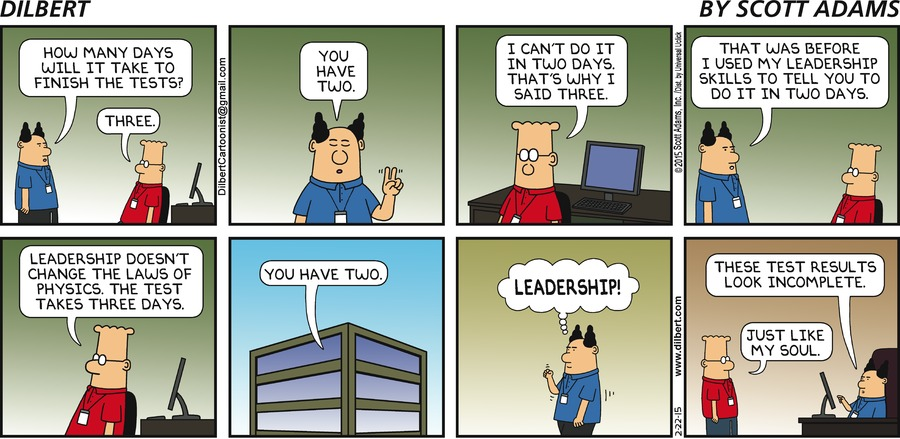 DILBERT
BY SCOTT ADAMS
HOW MANY DAYS
WILL IT TAKE TO
FINISH THE TESTS?
THREE.
DilbertCartoonist@gmail.com
YOU
HAVE
TWO.
I CAN'T DO IT
IN TWO DAYS.
THAT'S WHY I
SAID THREE.
©2015 Scott Adams, Inc. /Dist. by Universal Uclick
THAT WAS BEFORE
I USED MY LEADERSHIP
SKILLS TO TELL YOU TO
DO IT IN TWO DAYS.
LEADERSHIP DOESN'T
CHANGE THE LAWS OF
PHYSICS. THE TEST
TAKES THREE DAYS.
YOU HAVE TWO.
LEADERSHIP!
2-22-15 www.dilbert.com
THESE TEST RESULTS
LOOK INCOMPLETE.
JUST LIKE
MY SOUL.